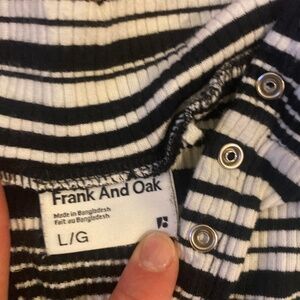 Frank And Oak
Made in Bangladesh
Fait au Bangladesh
L/G